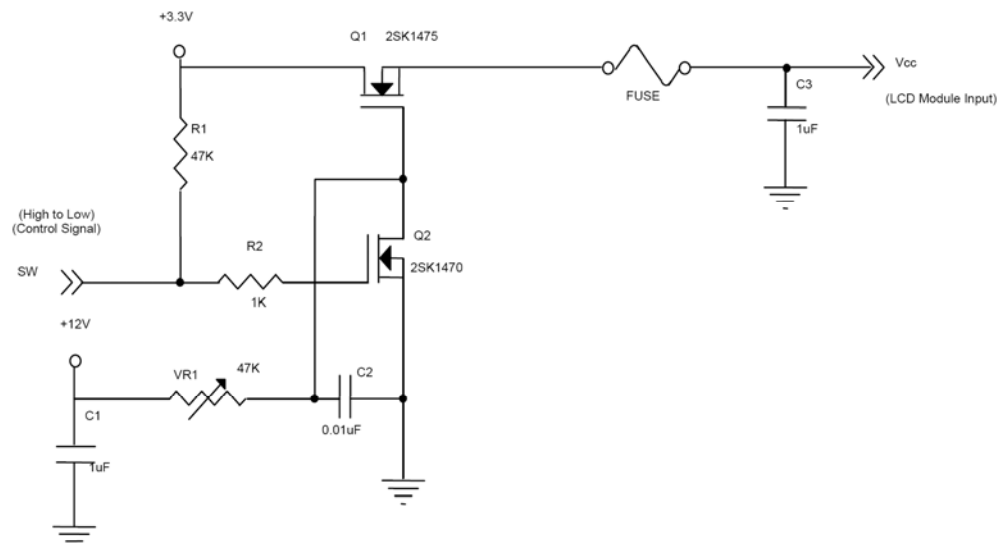 +3.3V
Q1 2SK1475
Vcc
FUSE
C3
(LCD Module Input)
1uF
R1
47K
(High to Low)
(Control Signal)
SW
R2
1K
Q2
2SK1470
+12V
VR1
47K
C2
0.01uF
C1
1uF